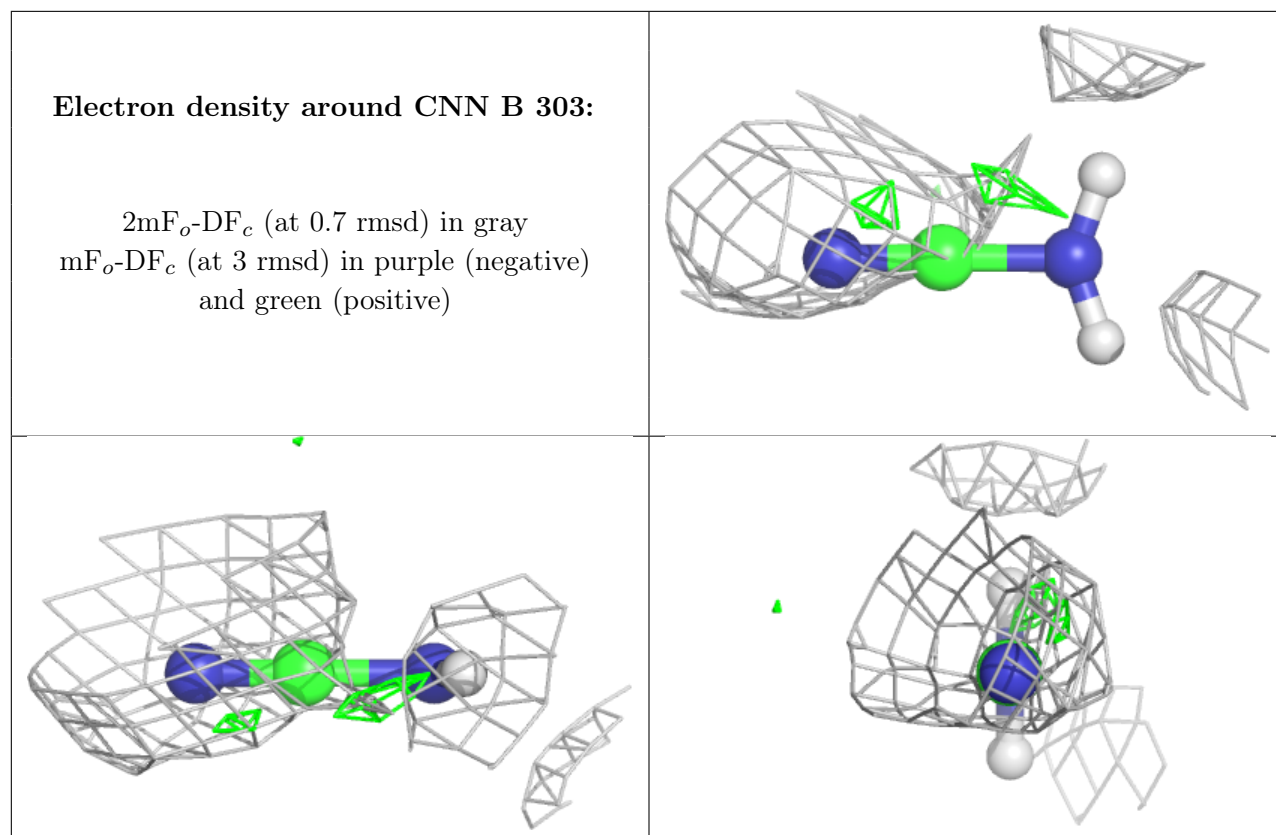 Electron density around CNN B 303:
2mFₒ-DF𝒸 (at 0.7 rmsd) in gray
mFₒ-DF𝒸 (at 3 rmsd) in purple (negative)
and green (positive)